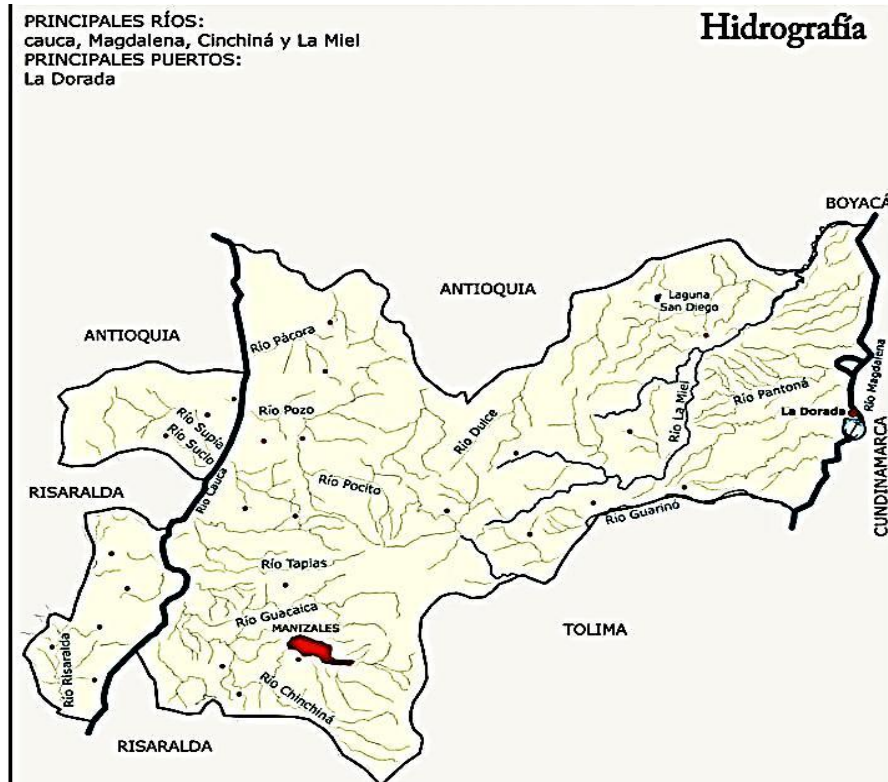 PRINCIPALES RÍOS:
cauca, Magdalena, Cinchiná y La Miel
PRINCIPALES PUERTOS:
La Dorada
Hidrografía
BOYACÁ
ANTIOQUIA
Laguna
San Diego
ANTIOQUIA
Río Pácora
Río Magdalena
Río Pantoná
La Dorada
Río La Miel
Río Pozo
Río Dulce
Río Supía
Río Sucio
CUNDINAMARCA
RISARALDA
Río Cauca
Río Pocito
Río Guarinó
Río Tapias
Río Guacaica
MANIZALES
TOLIMA
Río Risaralda
Río Chinchiná
RISARALDA